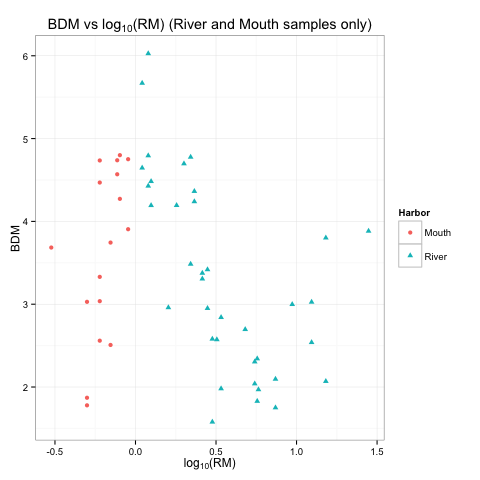 BDM vs log₁₀(RM) (River and Mouth samples only)
6
5
4
3
2
BDM
-0.5 0.0 0.5 1.0 1.5
log₁₀(RM)
Harbor
Mouth
River